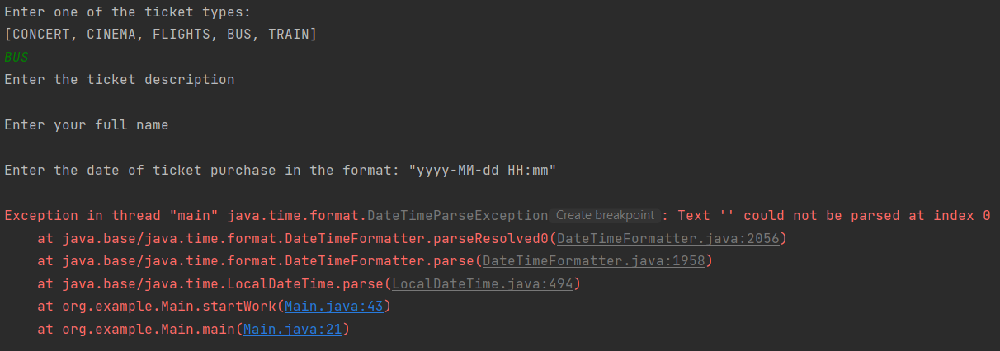 Enter one of the ticket types:
[CONCERT, CINEMA, FLIGHTS, BUS, TRAIN]
BUS
Enter the ticket description
Enter your full name
Enter the date of ticket purchase in the format: "yyyy-MM-dd HH:mm"
Exception in thread "main" java.time.format.DateTimeParseException Create breakpoint : Text '' could not be parsed at index 0
at java.base/java.time.format.DateTimeFormatter.parseResolved0(DateTimeFormatter.java:2056)
at java.base/java.time.format.DateTimeFormatter.parse(DateTimeFormatter.java:1958)
at java.base/java.time.LocalDateTime.parse(LocalDateTime.java:494)
at org.example.Main.startWork(Main.java:43)
at org.example.Main.main(Main.java:21)